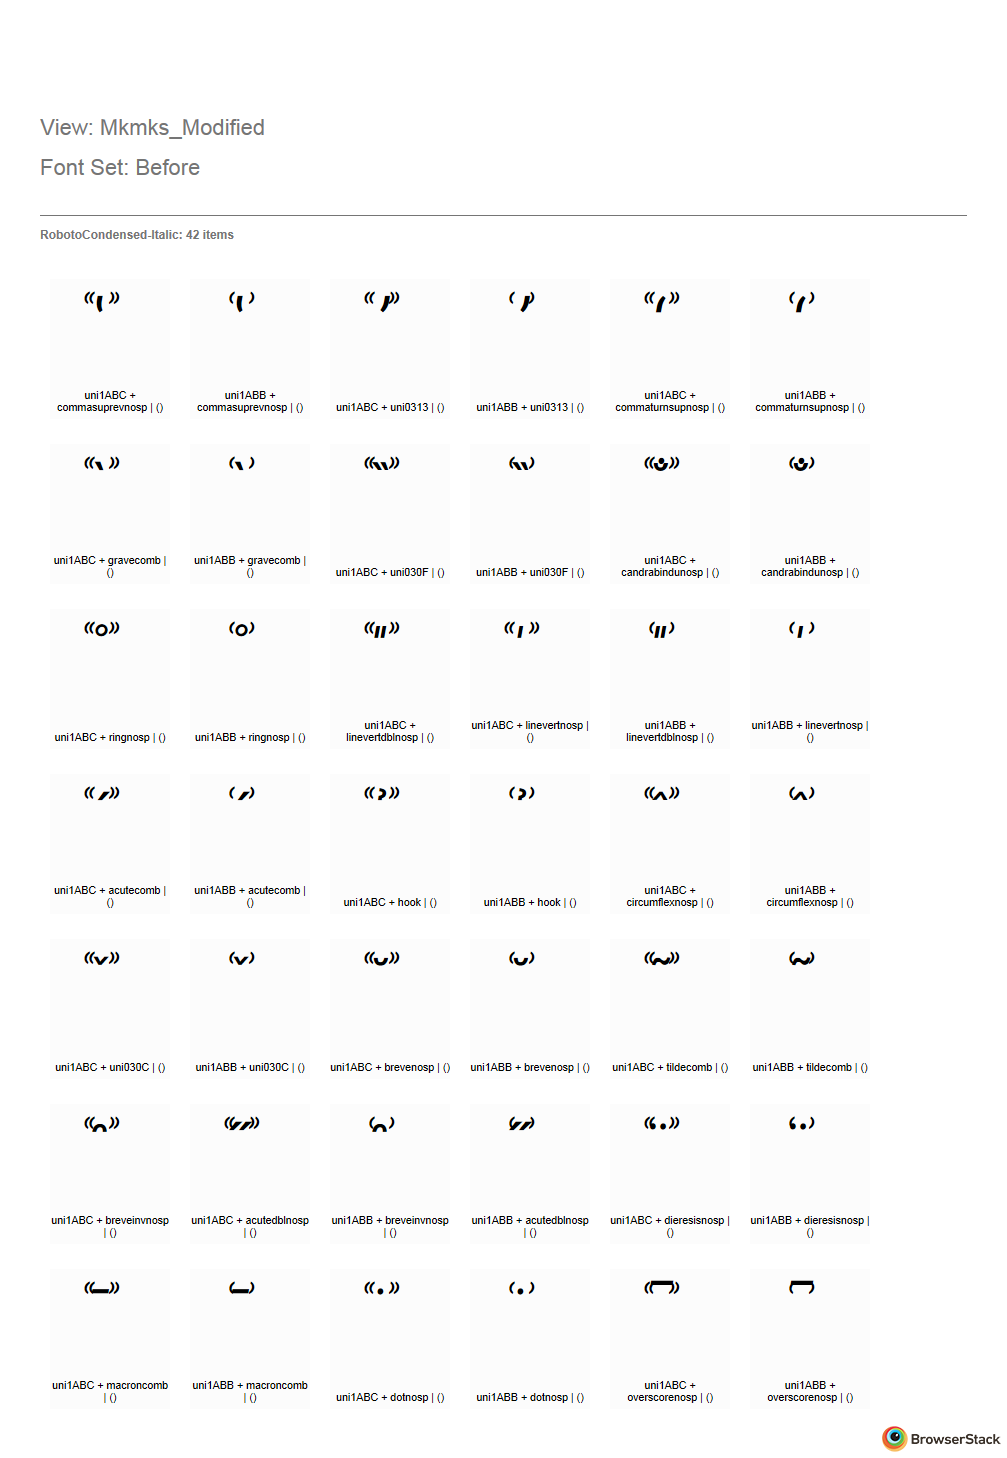 View: Mkmks_Modified
Font Set: Before
RobotoCondensed-Italic: 42 items
uni1ABC +
commasuprevnosp | ()
uni1ABB +
commasuprevnosp | ()
uni1ABC + uni0313 | ()
uni1ABB + uni0313 | ()
uni1ABC +
commaturnsupnosp | ()
uni1ABB +
commaturnsupnosp | ()
uni1ABC + gravecomb |
()
uni1ABB + gravecomb |
()
uni1ABC + uni030F | ()
uni1ABB + uni030F | ()
uni1ABC +
candrabindunosp | ()
uni1ABB +
candrabindunosp | ()
uni1ABC + ringnosp | ()
uni1ABB + ringnosp | ()
uni1ABC +
linevertdblnosp | ()
uni1ABC + linevertnosp |
()
uni1ABB +
linevertdblnosp | ()
uni1ABB + linevertnosp |
()
uni1ABC + acutecomb |
()
uni1ABB + acutecomb |
()
uni1ABC + hook | ()
uni1ABB + hook | ()
uni1ABC +
circumflexnosp | ()
uni1ABB +
circumflexnosp | ()
uni1ABC + uni030C | ()
uni1ABB + uni030C | ()
uni1ABC + brevenosp | ()
uni1ABB + brevenosp | ()
uni1ABC + tildecomb | ()
uni1ABB + tildecomb | ()
uni1ABC + breveinvnosp
| ()
uni1ABC + acutedblnosp
| ()
uni1ABB + breveinvnosp
| ()
uni1ABB + acutedblnosp
| ()
uni1ABC + dieresisnosp |
()
uni1ABB + dieresisnosp |
()
uni1ABC + macroncomb
| ()
uni1ABB + macroncomb
| ()
uni1ABC + dotnosp | ()
uni1ABB + dotnosp | ()
uni1ABC +
overscorenosp | ()
uni1ABB +
overscorenosp | ()
BrowserStack